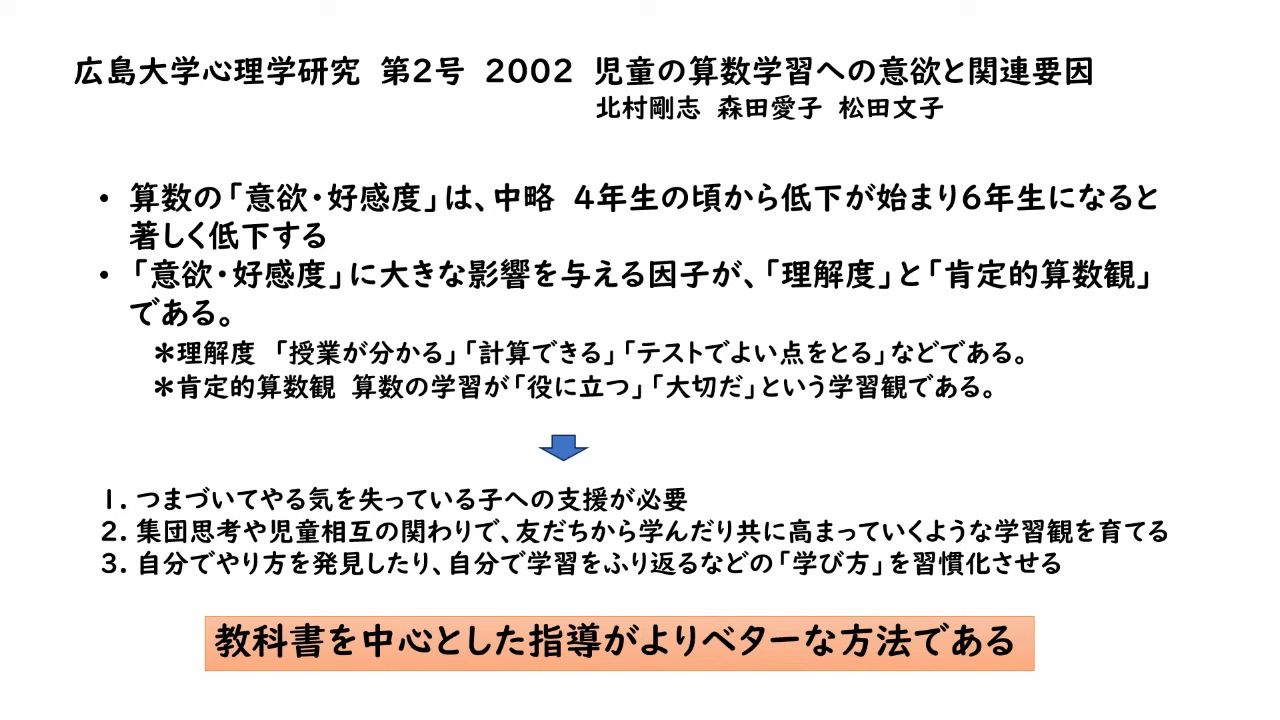 広島大学心理学研究 第2号 2002 児童の算数学習への意欲と関連要因
北村剛志 森田愛子 松田文子
• 算数の「意欲・好感度」は、中略 4年生の頃から低下が始まり6年生になると
著しく低下する
• 「意欲・好感度」に大きな影響を与える因子が、「理解度」と「肯定的算数観」
である。
＊理解度 「授業が分かる」「計算できる」「テストでよい点をとる」などである。
＊肯定的算数観 算数の学習が「役に立つ」「大切だ」という学習観である。
1. つまづいてやる気を失っている子への支援が必要
2. 集団思考や児童相互の関わりで、友だちから学んだり共に高まっていくような学習観を育てる
3. 自分でやり方を発見したり、自分で学習をふり返るなどの「学び方」を習慣化させる
教科書を中心とした指導がよりベターな方法である